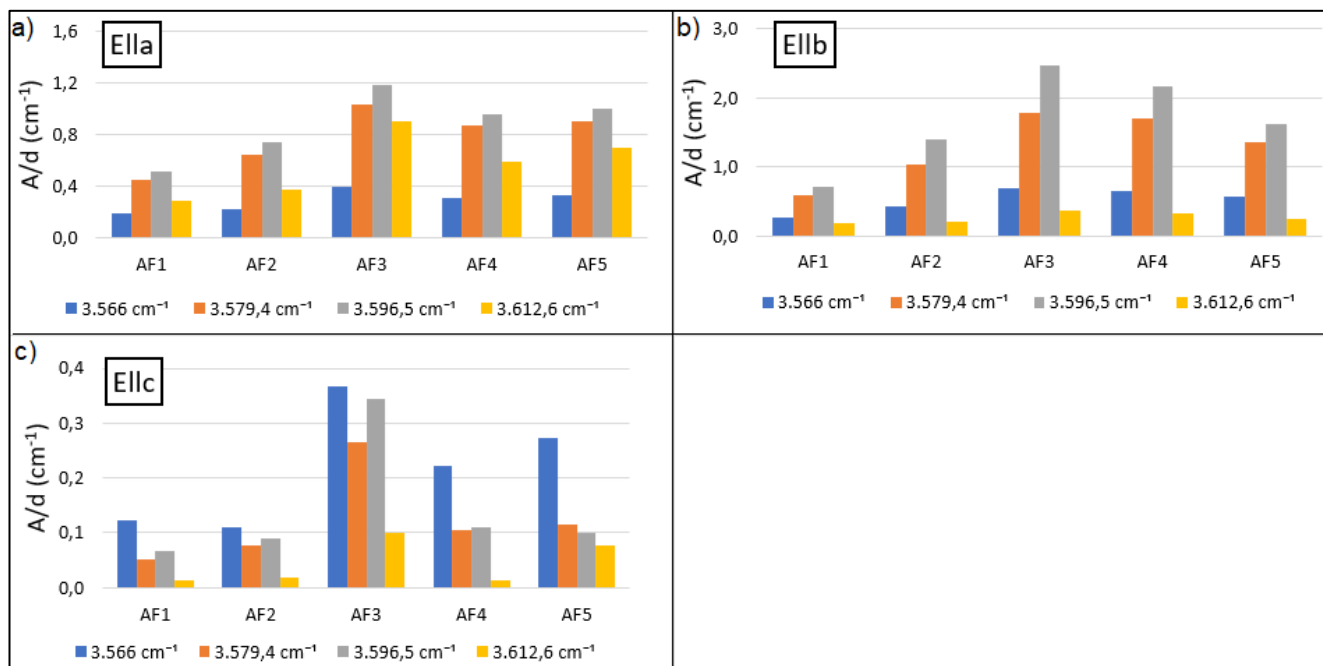 a)
Ella
A/d (cm⁻¹)
1,6
1,2
0,8
0,4
0,0
AF1 AF2 AF3 AF4 AF5
3.566 cm⁻¹ 3.579,4 cm⁻¹ 3.596,5 cm⁻¹ 3.612,6 cm⁻¹
b)
Ellb
A/d (cm⁻¹)
3,0
2,0
1,0
0,0
AF1 AF2 AF3 AF4 AF5
3.566 cm⁻¹ 3.579,4 cm⁻¹ 3.596,5 cm⁻¹ 3.612,6 cm⁻¹
c)
Ellc
A/d (cm⁻¹)
0,4
0,3
0,2
0,1
0,0
AF1 AF2 AF3 AF4 AF5
3.566 cm⁻¹ 3.579,4 cm⁻¹ 3.596,5 cm⁻¹ 3.612,6 cm⁻¹